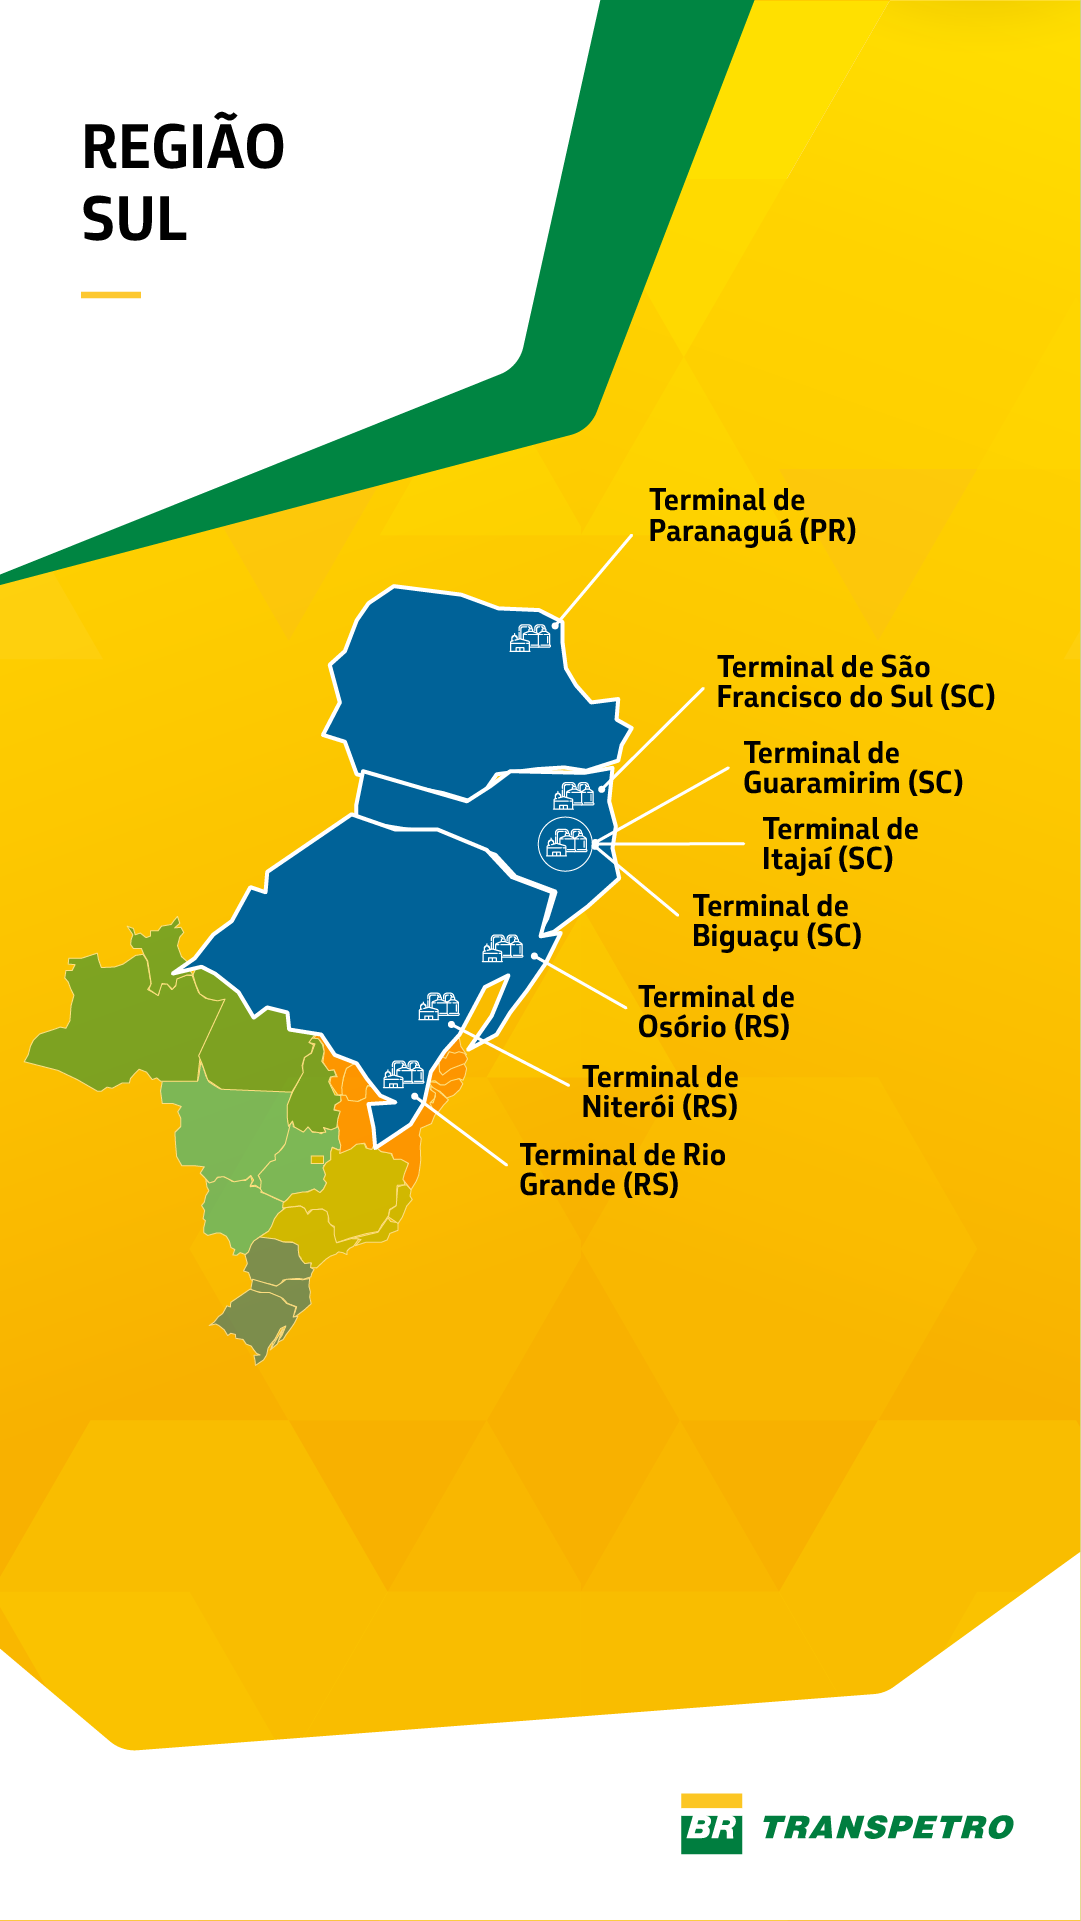 REGIÃO
SUL
Terminal de
Paranaguá (PR)
Terminal de São
Francisco do Sul (SC)
Terminal de
Guaramirim (SC)
Terminal de
Itajaí (SC)
Terminal de
Biguaçu (SC)
Terminal de
Osório (RS)
Terminal de
Niterói (RS)
Terminal de Rio
Grande (RS)
BR TRANSPETRO